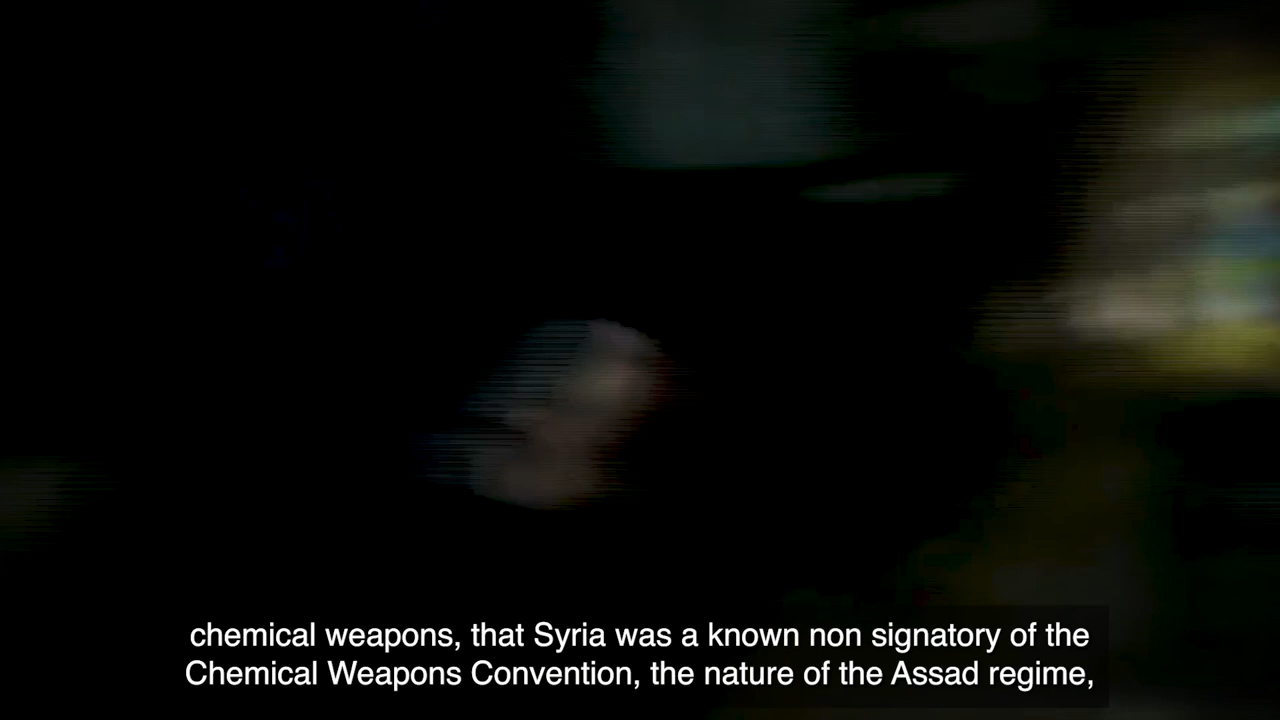 chemical weapons, that Syria was a known non signatory of the
Chemical Weapons Convention, the nature of the Assad regime,